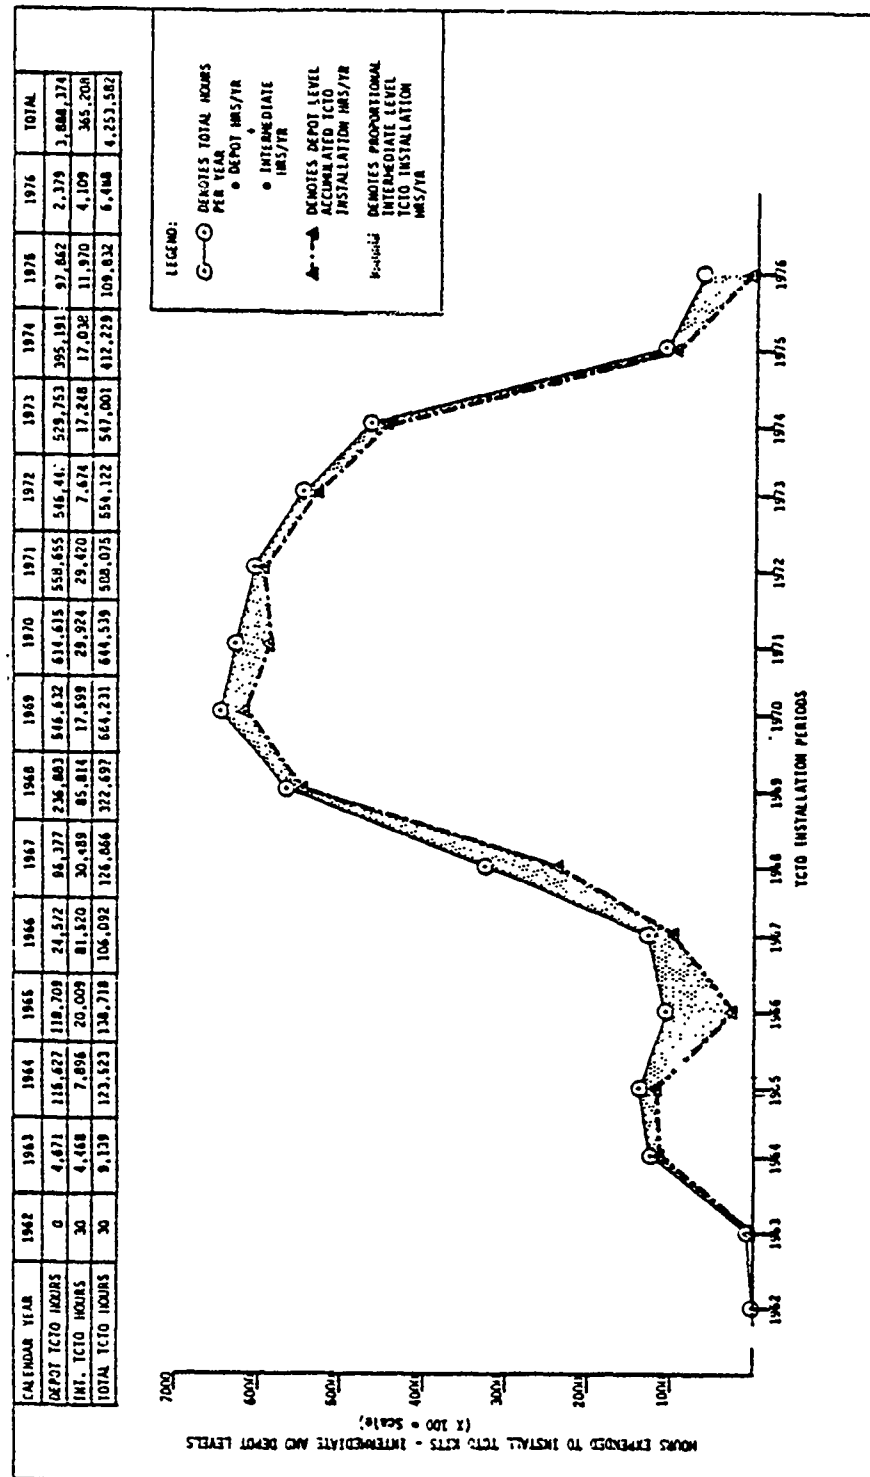 CALENDAR YEAR 1962 1963 1964 1965 1966 1967 1968 1969 1970 1971 1972 1973 1974 1975 1976 TOTAL
DEPOT TCTO HOURS 0 4,671 115,627 118,709 24,572 96,377 236,883 546,632 614,615 558,655 529,753 395,191 97,862 2,379
INT. TCTO HOURS 30 4,468 7,896 20,009 81,520 30,489 85,814 17,599 29,924 29,420 7,674 17,248 17,038 11,970 4,109 365,208
TOTAL TCTO HOURS 30 9,139 123,523 138,718 106,092 126,866 322,697 664,231 644,539 508,075 554,122 547,001 412,229 109,832 6,488 4,253,582
LEGEND:
DENOTES TOTAL HOURS
PER YEAR
• DEPOT HRS/YR
+
• INTERMEDIATE
HRS/YR
DENOTES DEPOT LEVEL
ACCUMULATED TCTO
INSTALLATION HRS/YR
DENOTES PROPORTIONAL
INTERMEDIATE LEVEL
TCTO INSTALLATION
HRS/YR
HOURS EXPENDED TO INSTALL TCTO KITS - INTERMEDIATE AND DEPOT LEVELS
(X 100 = Scale)
7000
6000
5000
4000
3000
2000
1000
1962 1963 1964 1965 1966 1967 1968 1969 1970 1971 1972 1973 1974 1975 1976
TCTO INSTALLATION PERIODS